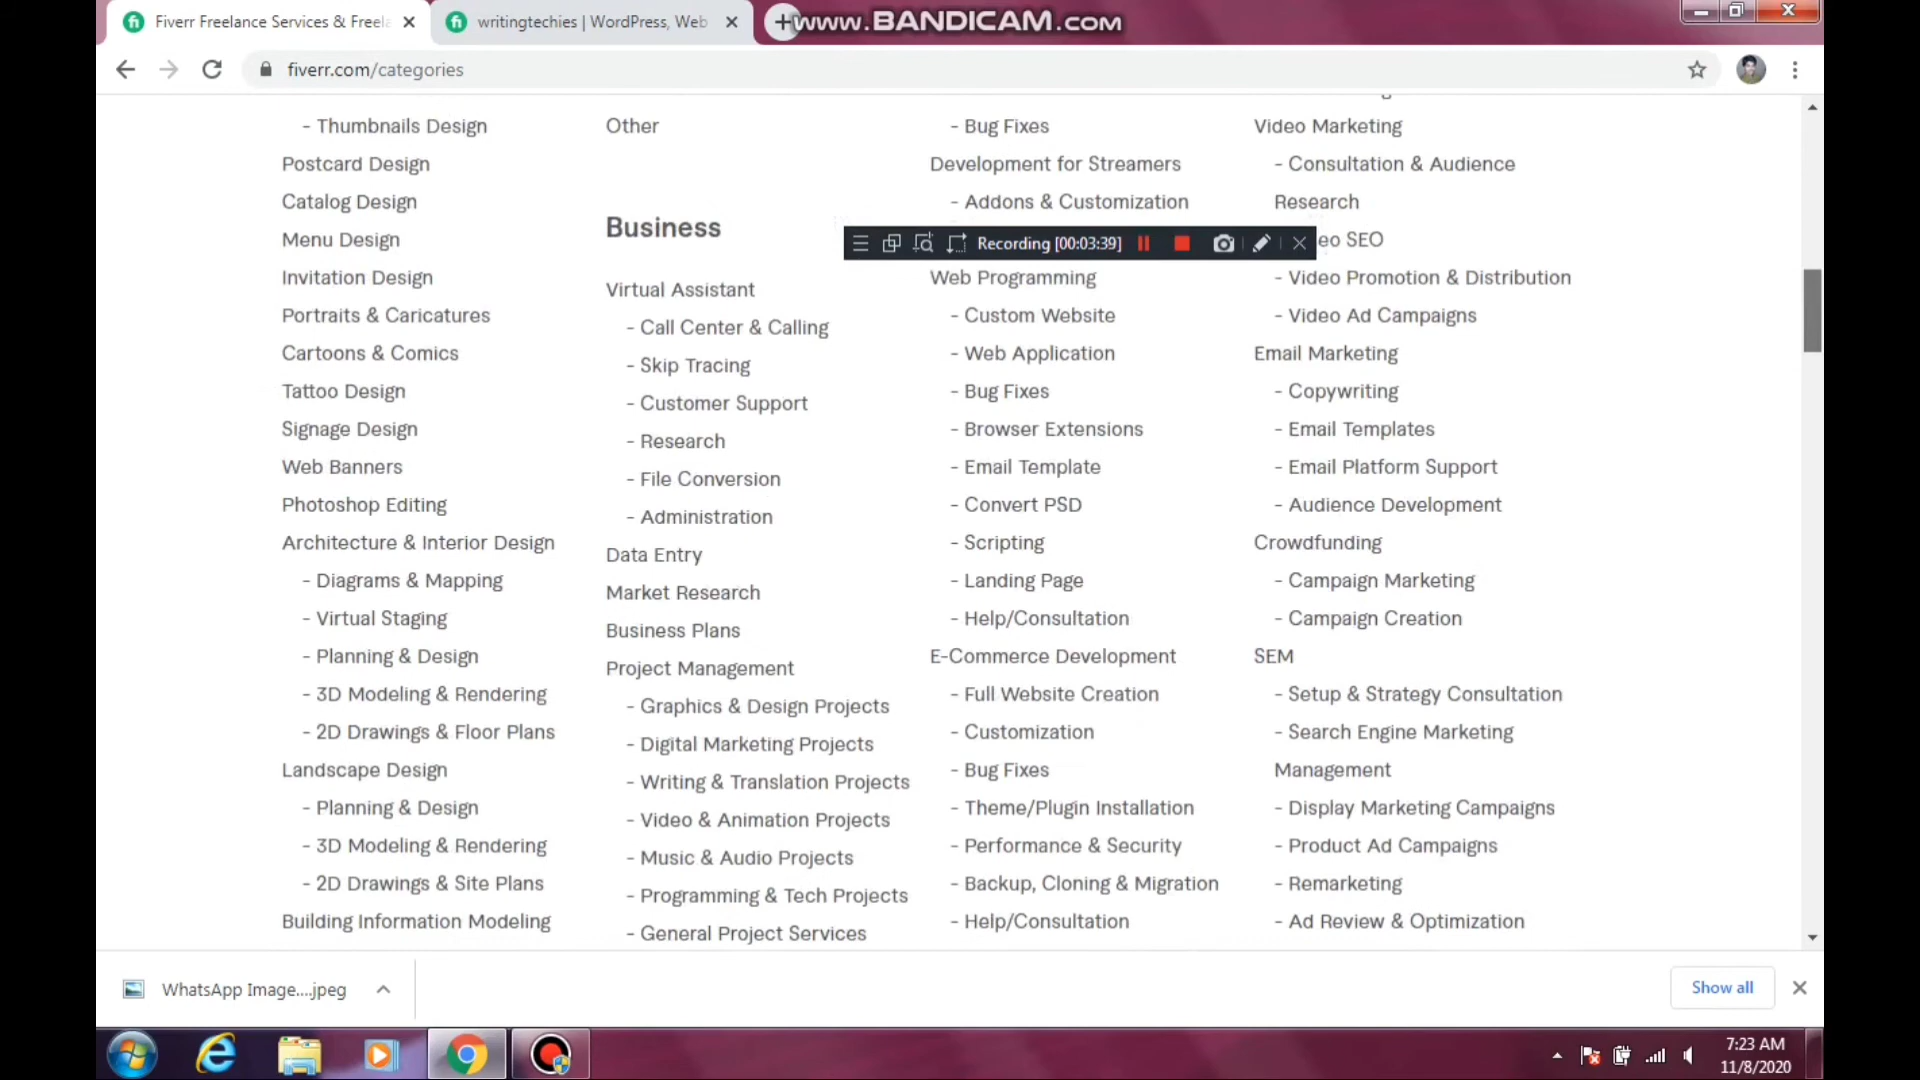 Fiverr Freelance Services & Freela
writingtechies | WordPress, Web
www.BANDICAM.com
fiverr.com/categories
- Thumbnails Design
Postcard Design
Catalog Design
Menu Design
Invitation Design
Portraits & Caricatures
Cartoons & Comics
Tattoo Design
Signage Design
Web Banners
Photoshop Editing
Architecture & Interior Design
- Diagrams & Mapping
- Virtual Staging
- Planning & Design
- 3D Modeling & Rendering
- 2D Drawings & Floor Plans
Landscape Design
- Planning & Design
- 3D Modeling & Rendering
- 2D Drawings & Site Plans
Building Information Modeling
Other
Business
Virtual Assistant
- Call Center & Calling
- Skip Tracing
- Customer Support
- Research
- File Conversion
- Administration
Data Entry
Market Research
Business Plans
Project Management
- Graphics & Design Projects
- Digital Marketing Projects
- Writing & Translation Projects
- Video & Animation Projects
- Music & Audio Projects
- Programming & Tech Projects
- General Project Services
- Bug Fixes
Development for Streamers
- Addons & Customization
Recording [00:03:39]
Web Programming
- Custom Website
- Web Application
- Bug Fixes
- Browser Extensions
- Email Template
- Convert PSD
- Scripting
- Landing Page
- Help/Consultation
E-Commerce Development
- Full Website Creation
- Customization
- Bug Fixes
- Theme/Plugin Installation
- Performance & Security
- Backup, Cloning & Migration
- Help/Consultation
Video Marketing
- Consultation & Audience
Research
eo SEO
- Video Promotion & Distribution
- Video Ad Campaigns
Email Marketing
- Copywriting
- Email Templates
- Email Platform Support
- Audience Development
Crowdfunding
- Campaign Marketing
- Campaign Creation
SEM
- Setup & Strategy Consultation
- Search Engine Marketing
Management
- Display Marketing Campaigns
- Product Ad Campaigns
- Remarketing
- Ad Review & Optimization
WhatsApp Image....jpeg
Show all
7:23 AM
11/8/2020